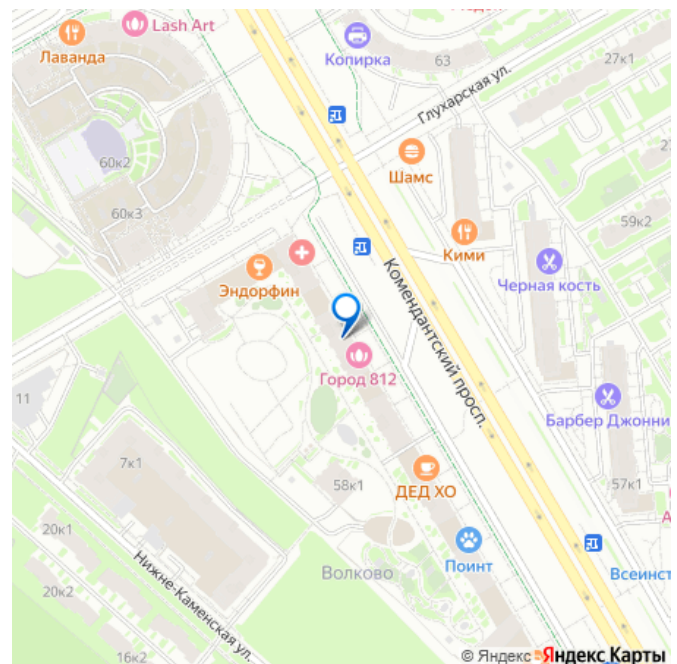 Lash Art
Лаванда
Копирка
63
27к1
Глухарская ул.
60к2
Шамс
60к3
59к2
Кими
Черная кость
Эндорфин
Комендантский просп.
Город 812
11
Барбер Джонни
7к1
58к1
ДЕД ХО
57к1
20к1
Нижне-Каменская ул.
Поинт
Волково
20к2
16к2
© Яндекс Яндекс Карты